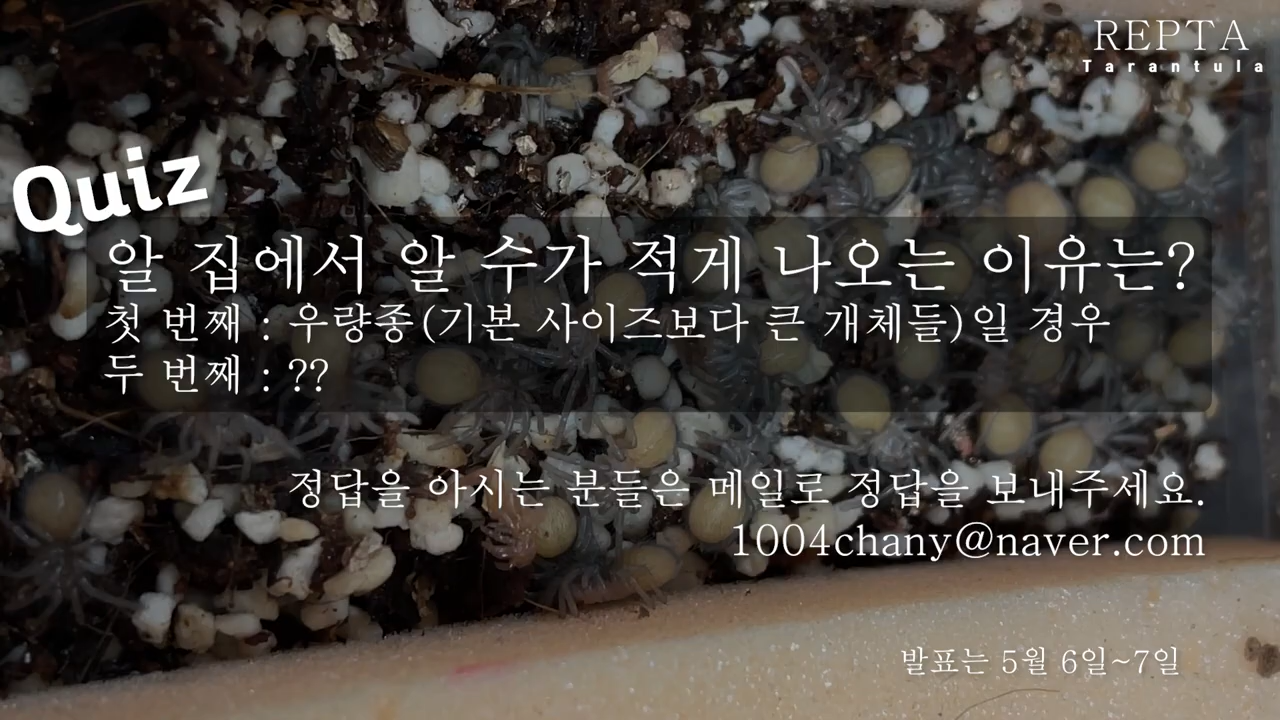 REPTA
Tarantula
Quiz
알 집에서 알 수가 적게 나오는 이유는?
첫 번째 : 우량종(기본 사이즈보다 큰 개체들)일 경우
두 번째 : ??
정답을 아시는 분들은 메일로 정답을 보내주세요.
1004chany@naver.com
발표는 5월 6일~7일